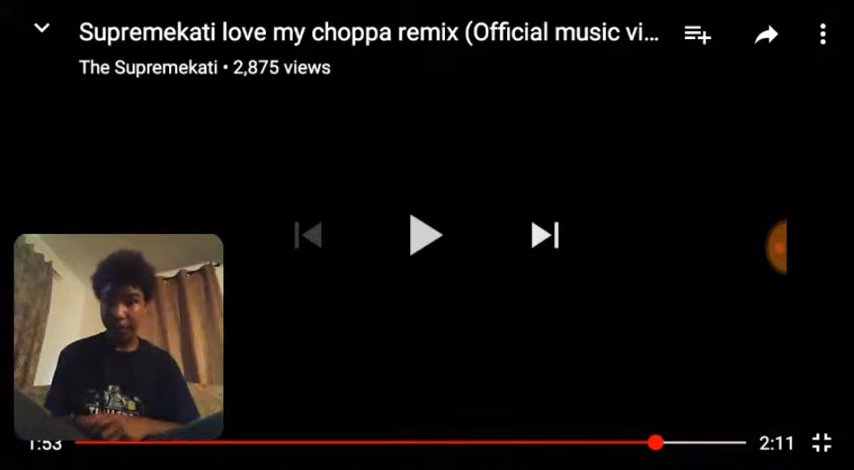 Supremekati love my choppa remix (Official music vi...
The Supremekati • 2,875 views
1:53
2:11